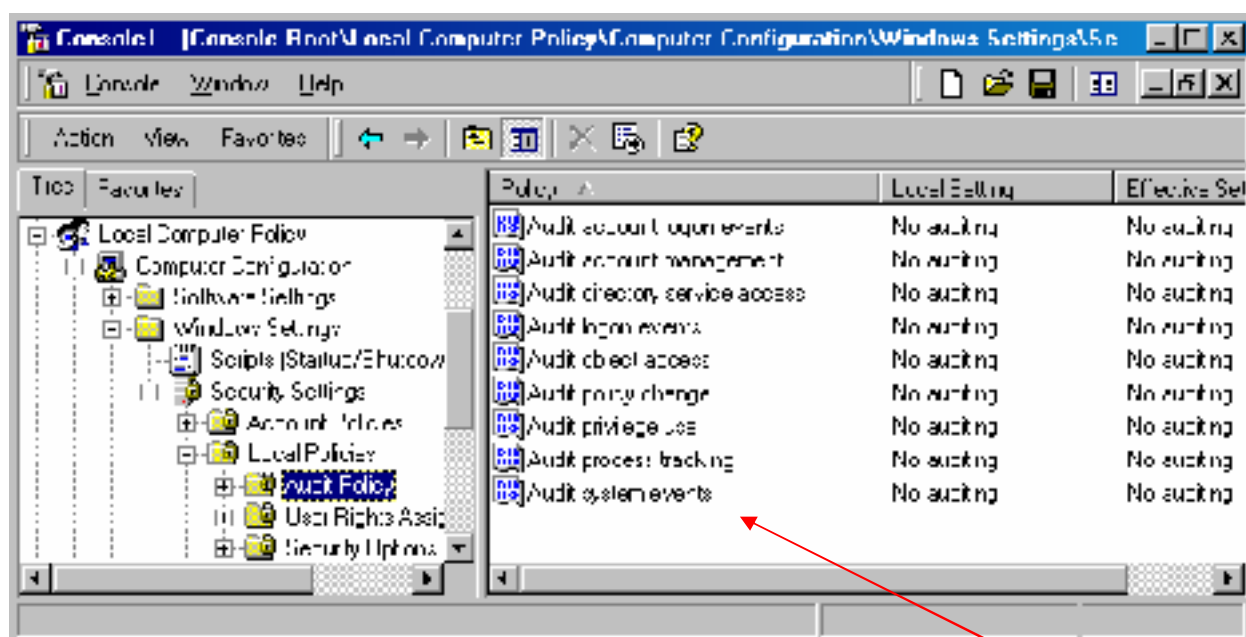 Console1 - [Console Root\Local Computer Policy\Computer Configuration\Windows Settings\Se
Console Window Help
Action View Favorites
Tree Favorites
Policy Local Setting Effective Set
Local Computer Policy
Computer Configuration
Software Settings
Windows Settings
Scripts (Startup/Shutdow
Security Settings
Account Policies
Local Policies
Audit Policy
User Rights Assig
Security Options
Audit account logon events No auditing No auditing
Audit account management No auditing No auditing
Audit directory service access No auditing No auditing
Audit logon events No auditing No auditing
Audit object access No auditing No auditing
Audit policy change No auditing No auditing
Audit privilege use No auditing No auditing
Audit process tracking No auditing No auditing
Audit system events No auditing No auditing